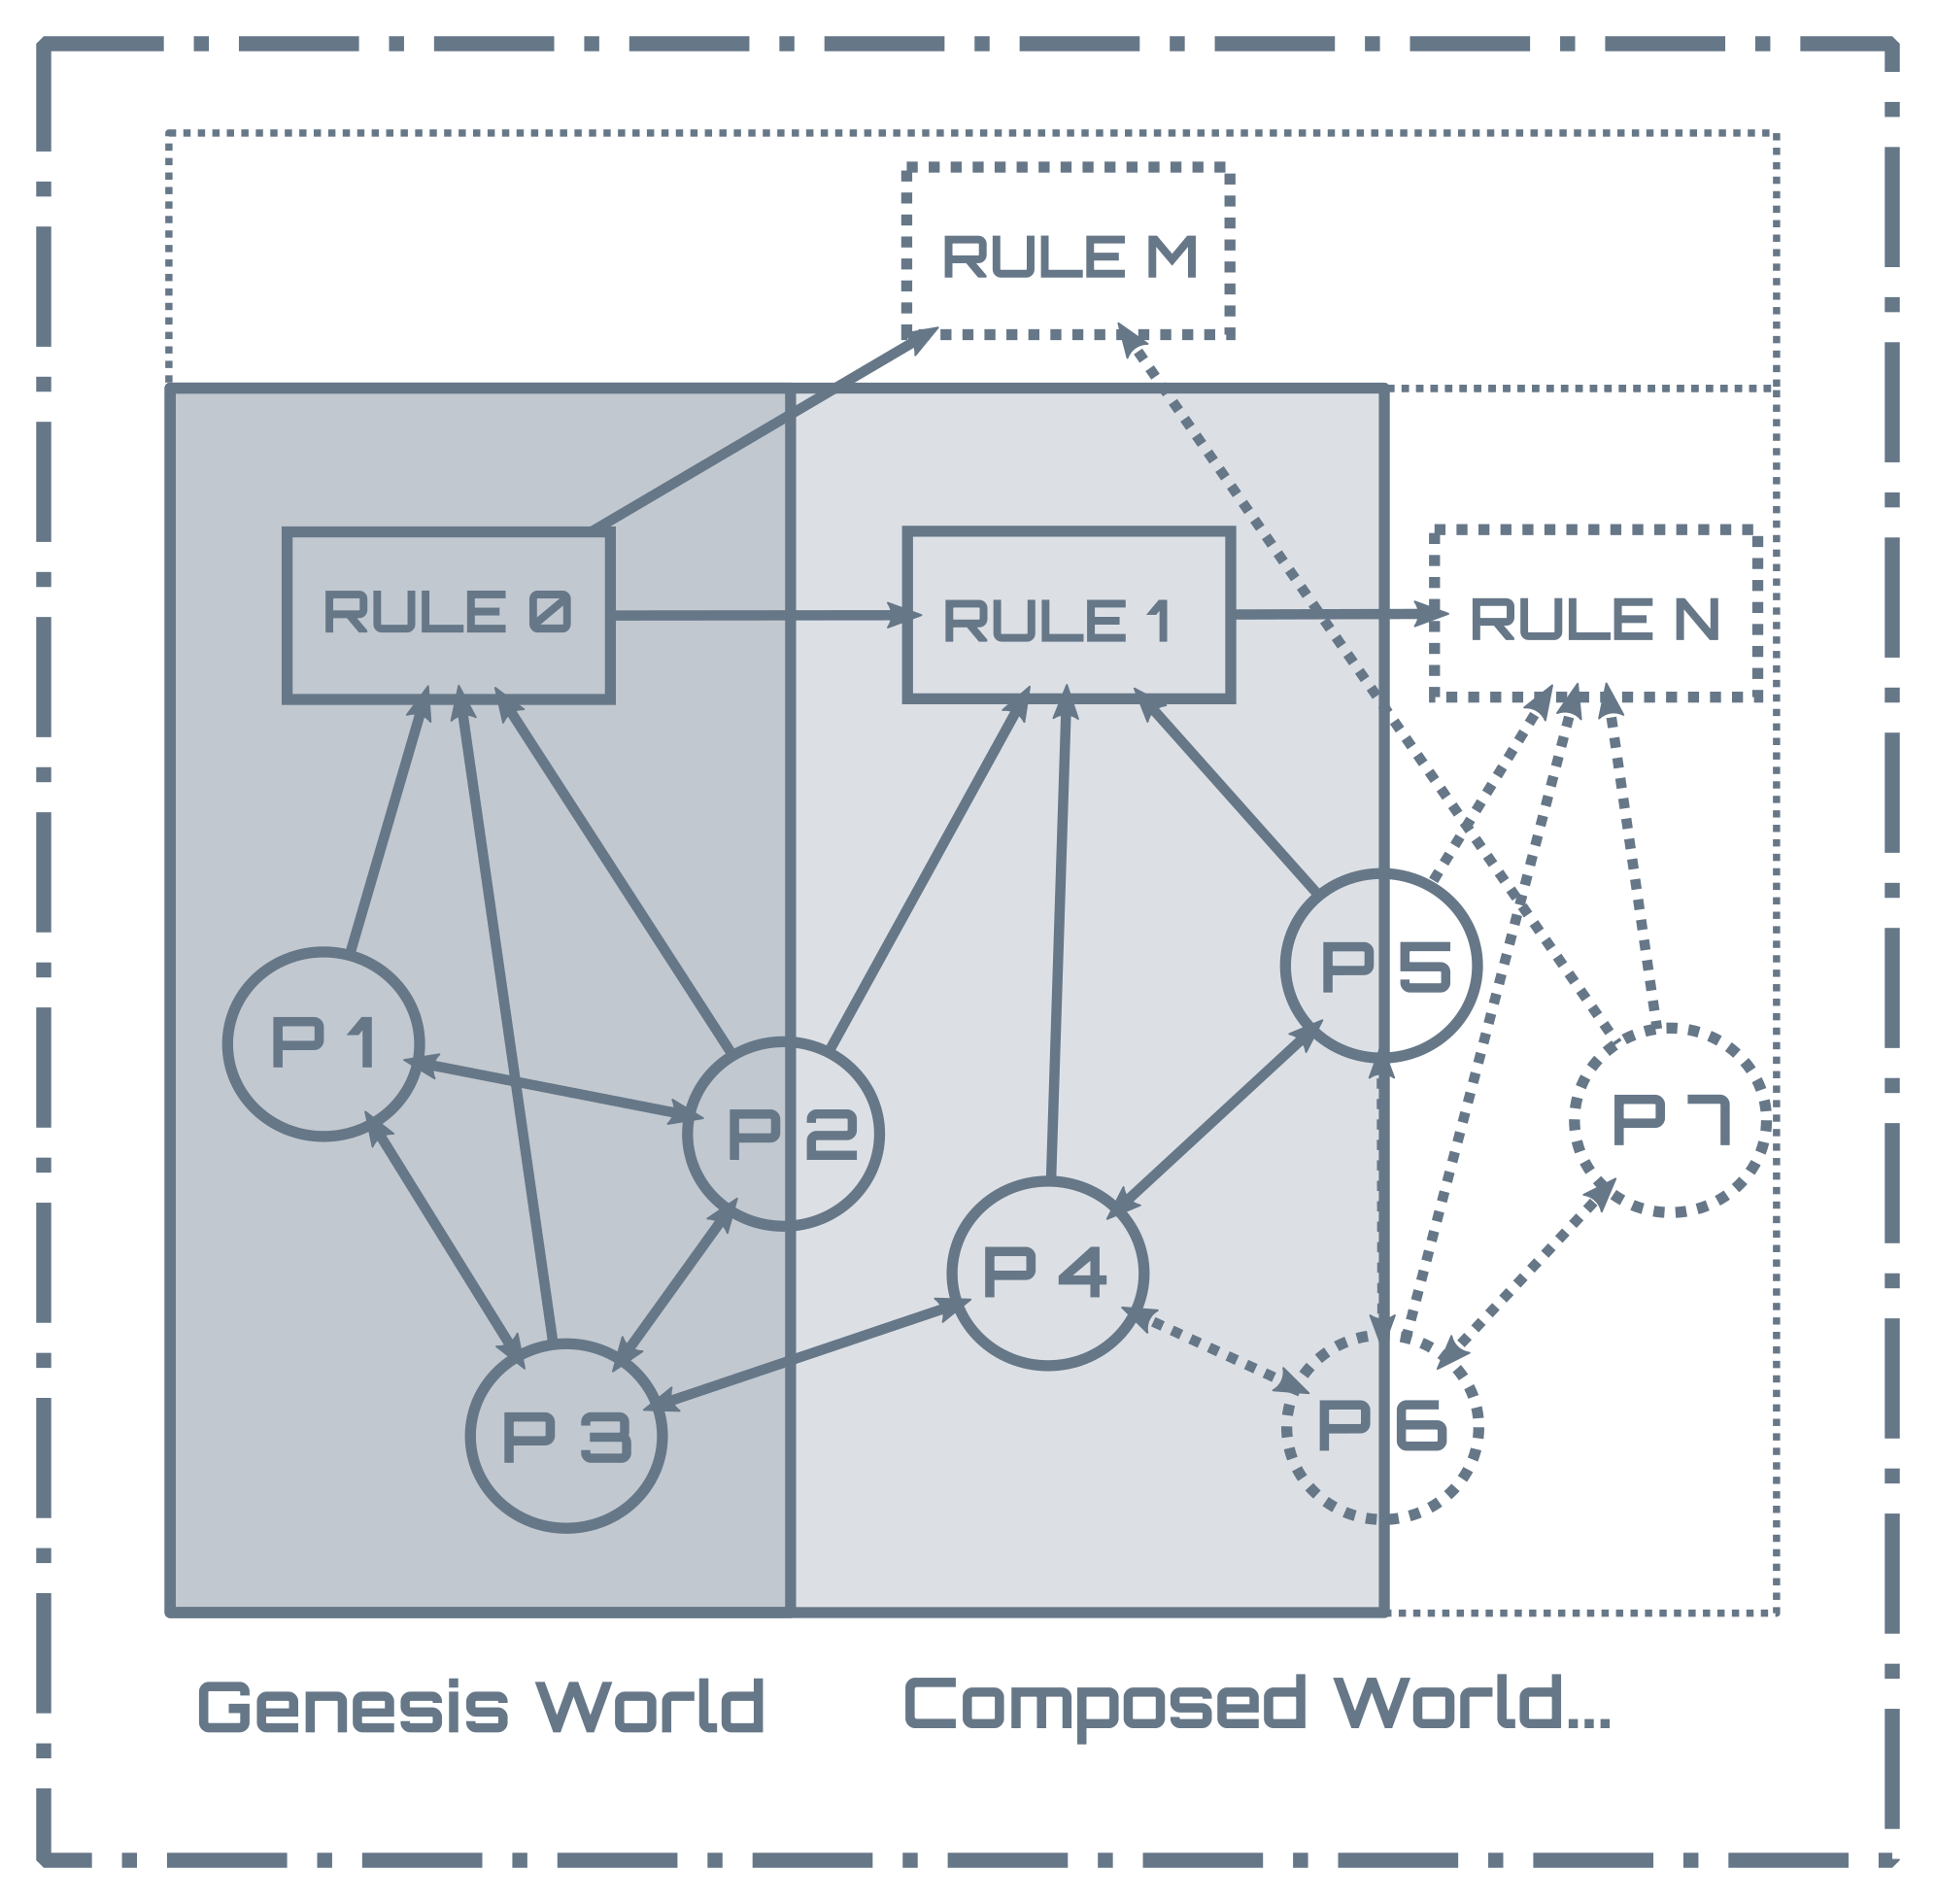 RULE M
RULE 0
RULE 1
RULE N
P 5
P 1
P 7
P 2
P 4
P 6
P 3
Genesis World
Composed World...